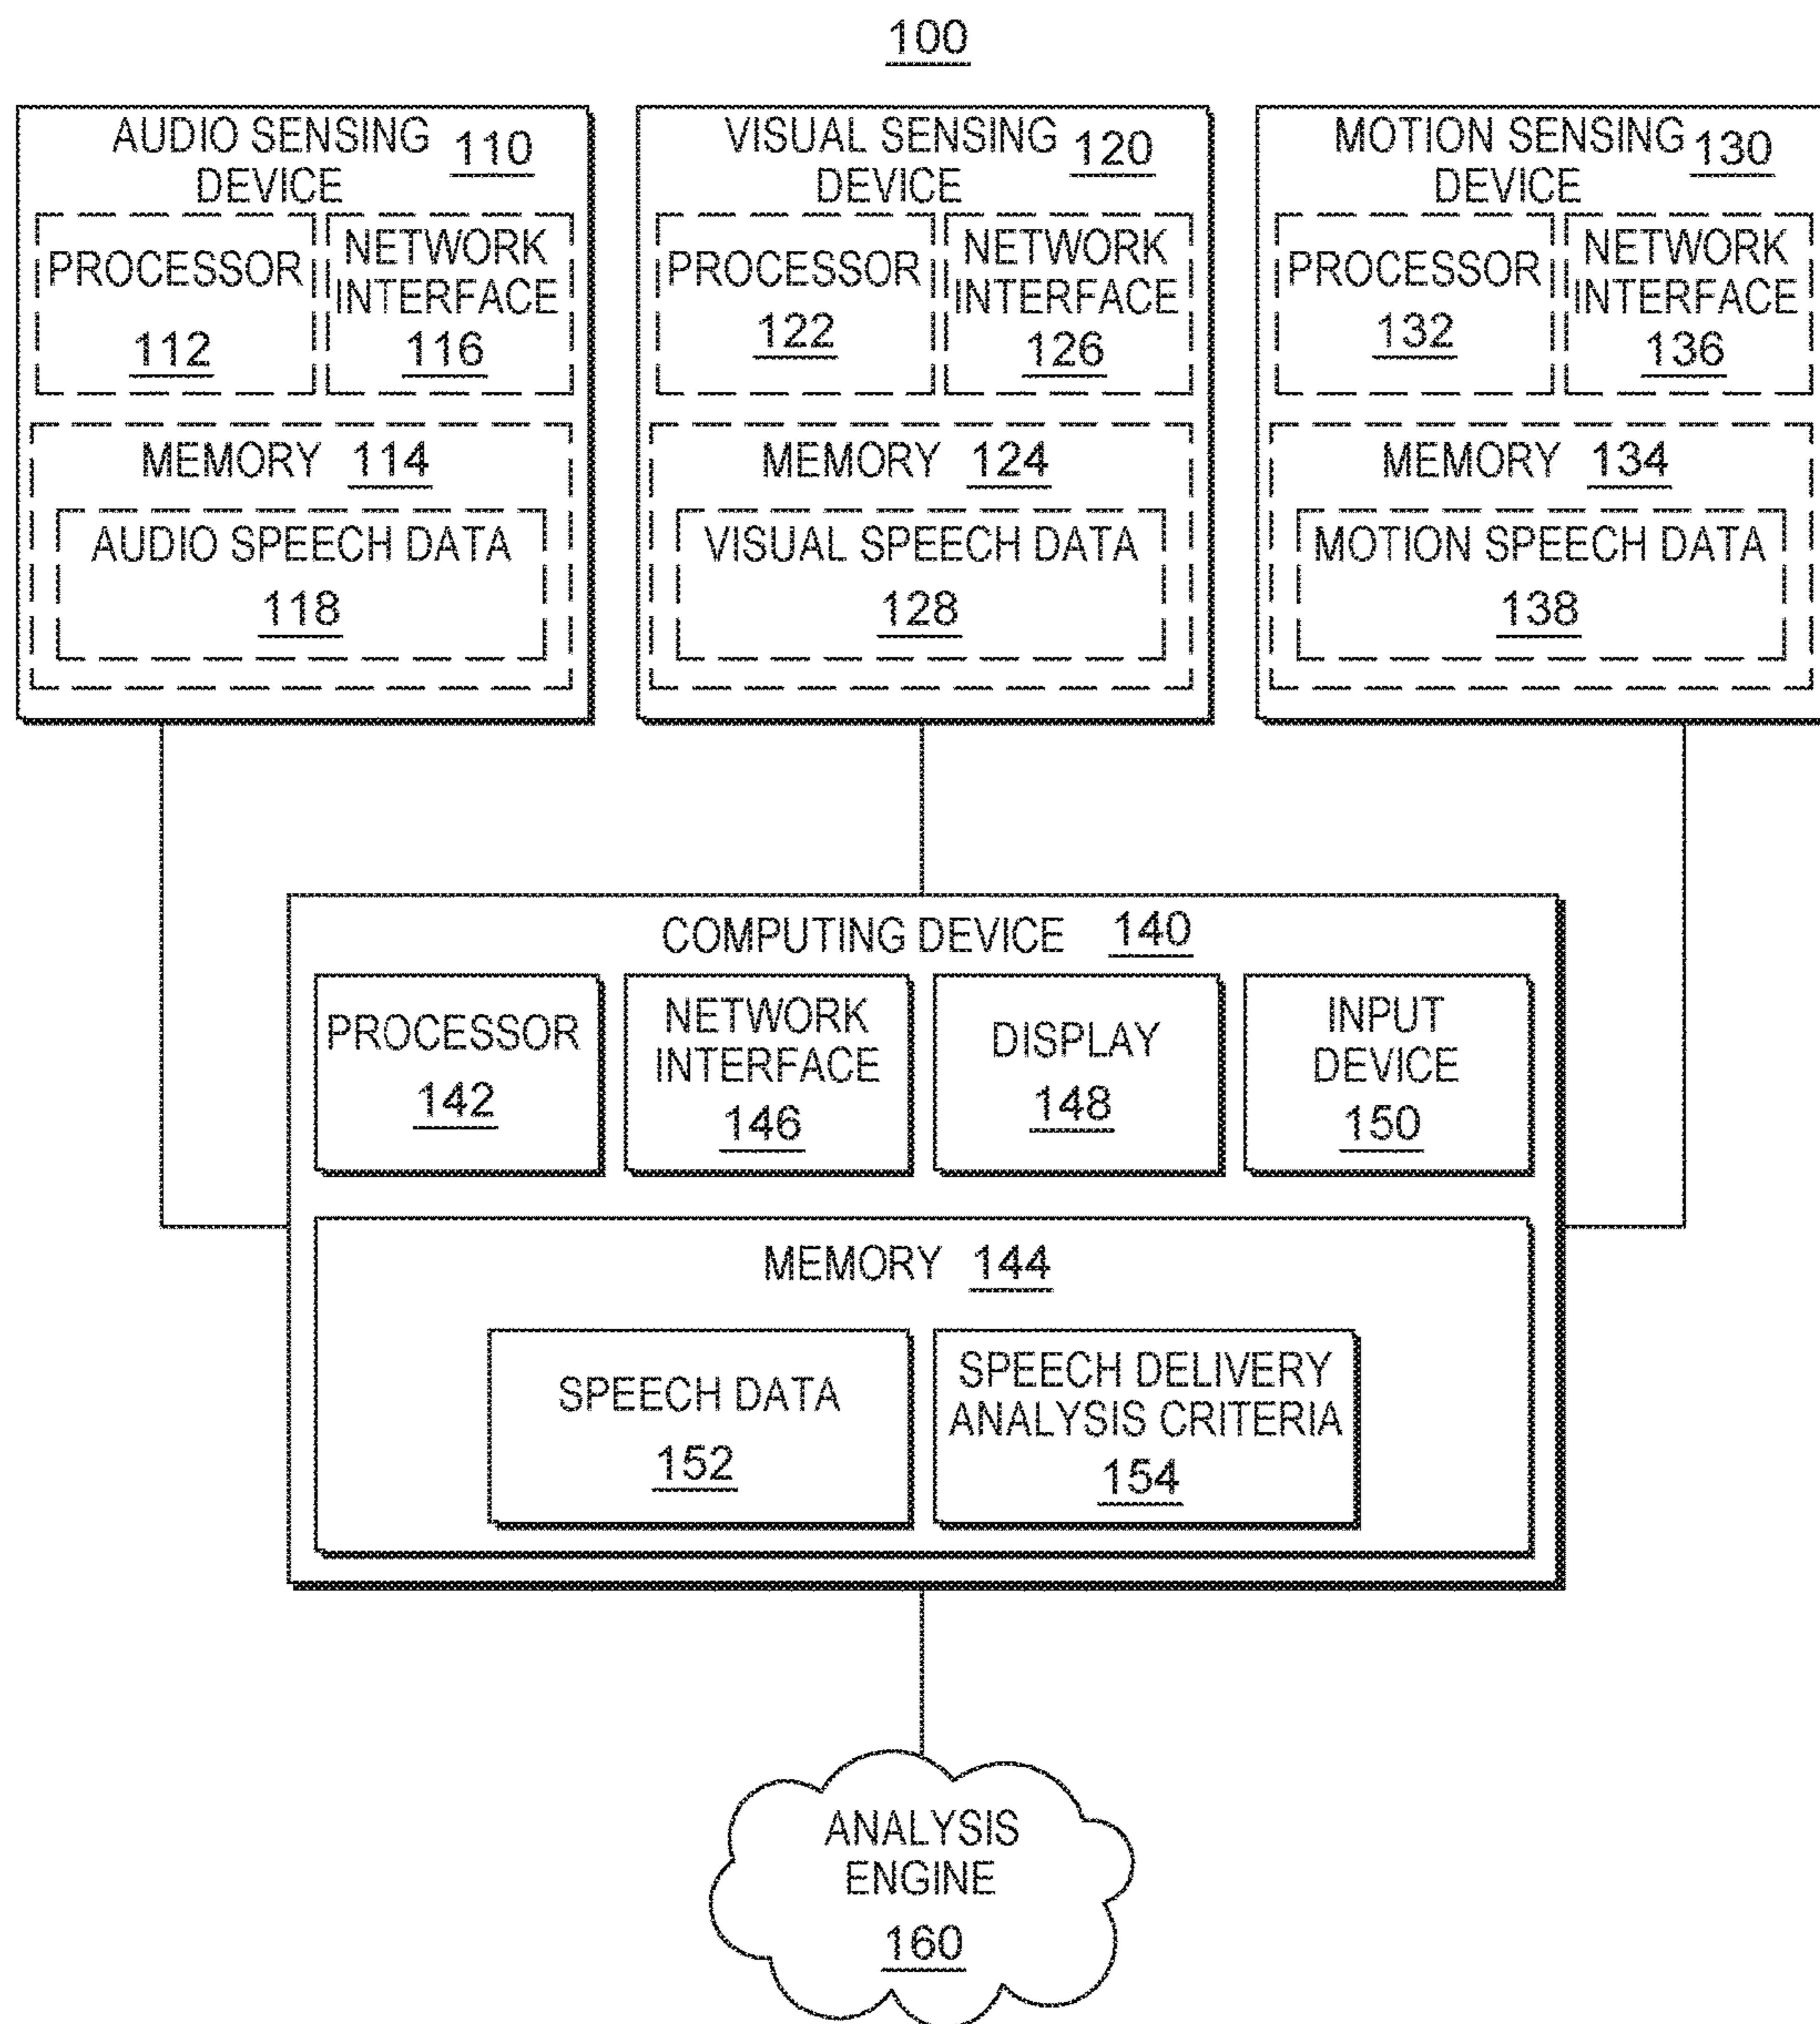 100
AUDIO SENSING 110
DEVICE
PROCESSOR
112
NETWORK
INTERFACE
116
MEMORY 114
AUDIO SPEECH DATA
118
VISUAL SENSING 120
DEVICE
PROCESSOR
122
NETWORK
INTERFACE
126
MEMORY 124
VISUAL SPEECH DATA
128
MOTION SENSING 130
DEVICE
PROCESSOR
132
NETWORK
INTERFACE
136
MEMORY 134
MOTION SPEECH DATA
138
COMPUTING DEVICE 140
PROCESSOR
142
NETWORK
INTERFACE
146
DISPLAY
148
INPUT
DEVICE
150
MEMORY 144
SPEECH DATA
152
SPEECH DELIVERY
ANALYSIS CRITERIA
154
ANALYSIS
ENGINE
160